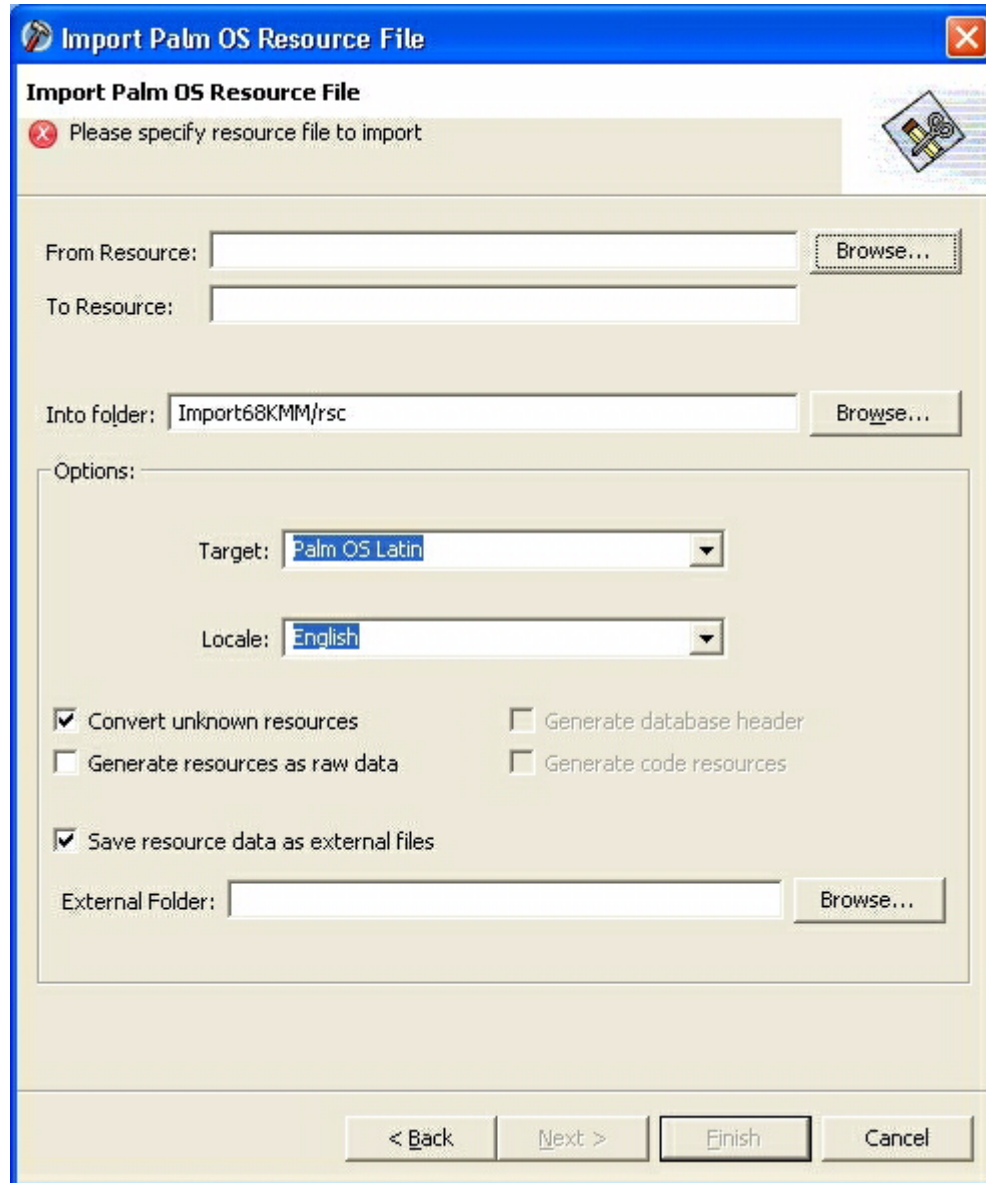 Import Palm OS Resource File
Import Palm OS Resource File
Please specify resource file to import
From Resource: Browse...
To Resource:
Into folder: Import68KMM/rsc Browse...
Options:
Target: Palm OS Latin
Locale: English
Convert unknown resources Generate database header
Generate resources as raw data Generate code resources
Save resource data as external files
External Folder: Browse...
< Back Next > Finish Cancel